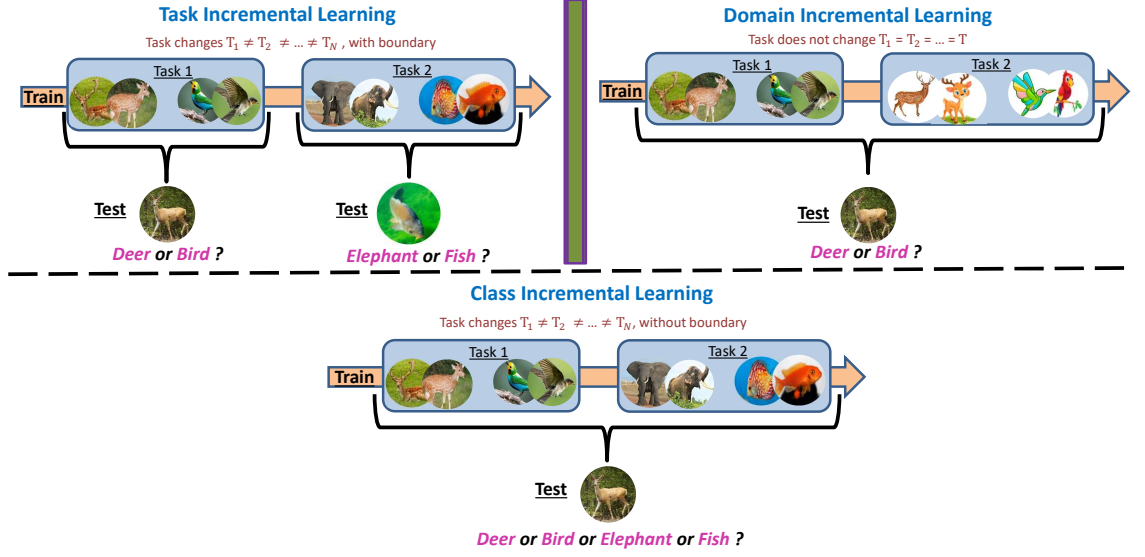 Task Incremental Learning
Task changes T₁ ≠ T₂ ≠ ... ≠ T_N , with boundary
Train
Task 1
Task 2
Test
Deer or Bird ?
Test
Elephant or Fish ?
Domain Incremental Learning
Task does not change T₁ = T₂ = ... = T
Train
Task 1
Task 2
Test
Deer or Bird ?
Class Incremental Learning
Task changes T₁ ≠ T₂ ≠ ... ≠ T_N, without boundary
Train
Task 1
Task 2
Test
Deer or Bird or Elephant or Fish ?